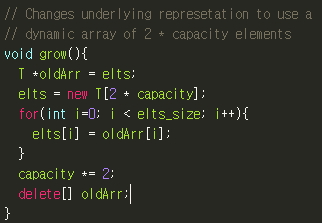 // Changes underlying represetation to use a
// dynamic array of 2 * capacity elements
void grow(){
  T *oldArr = elts;
  elts = new T[2 * capacity];
  for(int i=0; i < elts_size; i++){
    elts[i] = oldArr[i];
  }
  capacity *= 2;
  delete[] oldArr;
}